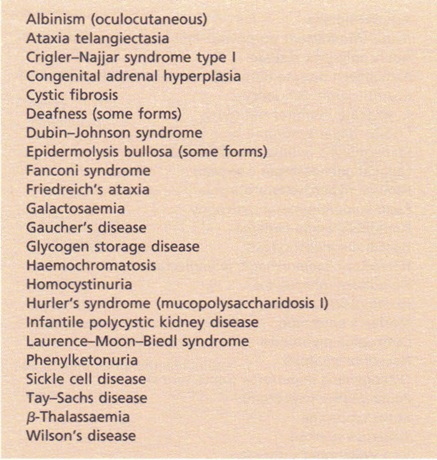 Albinism (oculocutaneous)
Ataxia telangiectasia
Crigler–Najjar syndrome type I
Congenital adrenal hyperplasia
Cystic fibrosis
Deafness (some forms)
Dubin–Johnson syndrome
Epidermolysis bullosa (some forms)
Fanconi syndrome
Friedreich's ataxia
Galactosaemia
Gaucher's disease
Glycogen storage disease
Haemochromatosis
Homocystinuria
Hurler's syndrome (mucopolysaccharidosis I)
Infantile polycystic kidney disease
Laurence–Moon–Biedl syndrome
Phenylketonuria
Sickle cell disease
Tay–Sachs disease
β-Thalassaemia
Wilson's disease